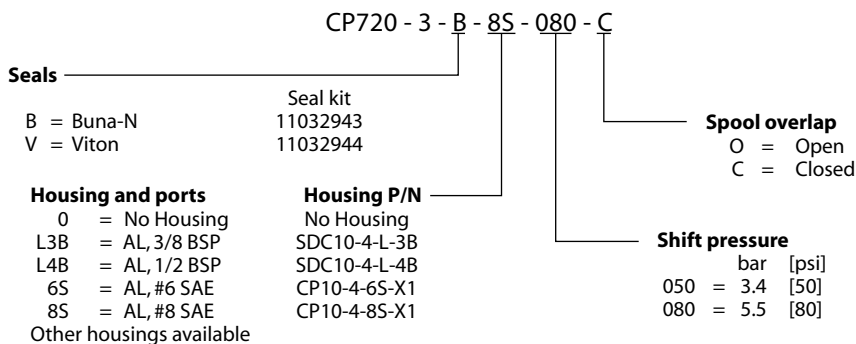 CP720 - 3 - B - 8S - 080 - C
Seals
Seal kit
B = Buna-N 11032943
V = Viton 11032944
Spool overlap
O = Open
C = Closed
Housing and ports Housing P/N
0 = No Housing No Housing
L3B = AL, 3/8 BSP SDC10-4-L-3B
L4B = AL, 1/2 BSP SDC10-4-L-4B
6S = AL, #6 SAE CP10-4-6S-X1
8S = AL, #8 SAE CP10-4-8S-X1
Other housings available
Shift pressure
bar [psi]
050 = 3.4 [50]
080 = 5.5 [80]